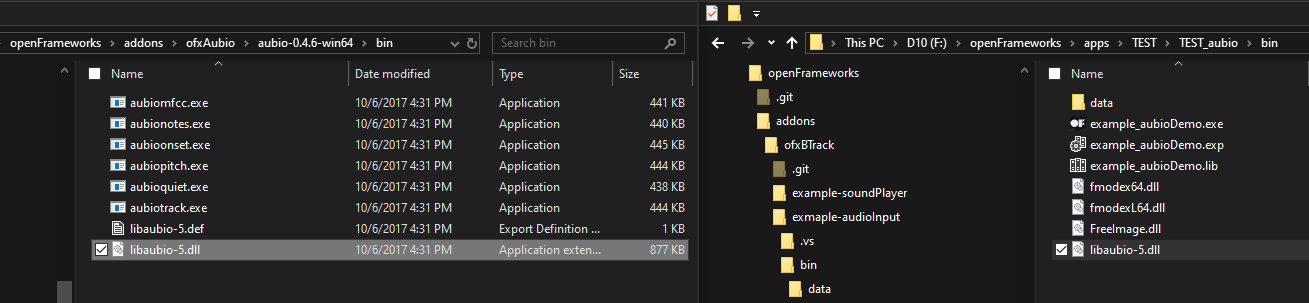 openFrameworks > addons > ofxAubio > aubio-0.4.6-win64 > bin
Search bin
Name Date modified Type Size
aubiomfcc.exe 10/6/2017 4:31 PM Application 441 KB
aubionotes.exe 10/6/2017 4:31 PM Application 440 KB
aubioonset.exe 10/6/2017 4:31 PM Application 445 KB
aubiopitch.exe 10/6/2017 4:31 PM Application 444 KB
aubioquiet.exe 10/6/2017 4:31 PM Application 438 KB
aubiotrack.exe 10/6/2017 4:31 PM Application 444 KB
libaubio-5.def 10/6/2017 4:31 PM Export Definition ... 1 KB
libaubio-5.dll 10/6/2017 4:31 PM Application exten... 877 KB
This PC > D10 (F:) > openFrameworks > apps > TEST > TEST_aubio > bin
openFrameworks
.git
addons
ofxBTrack
.git
example-soundPlayer
exmaple-audioInput
.vs
bin
data
Name
data
example_aubioDemo.exe
example_aubioDemo.exp
example_aubioDemo.lib
fmodex64.dll
fmodexL64.dll
FreeImage.dll
libaubio-5.dll